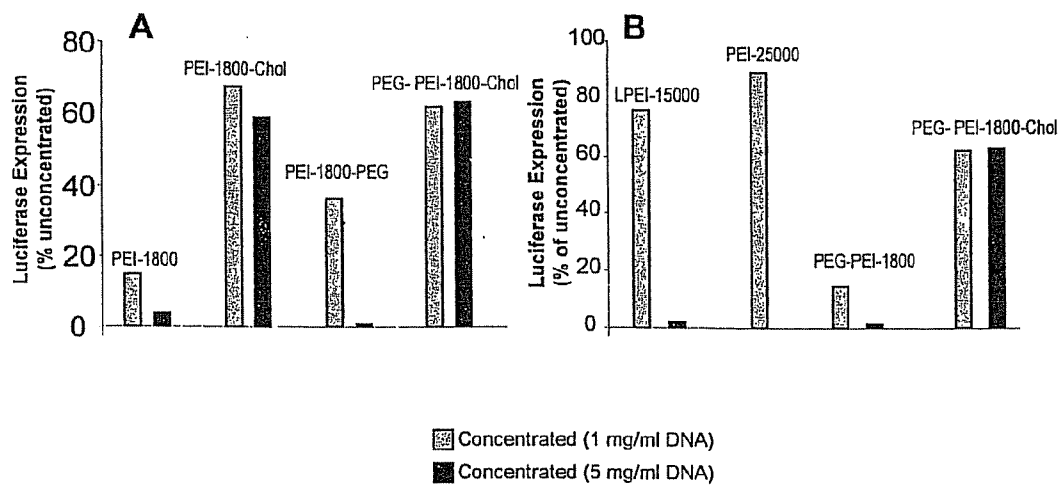 A
Luciferase Expression
(% unconcentrated)
80
60
40
20
0
PEI-1800
PEI-1800-Chol
PEI-1800-PEG
PEG- PEI-1800-Chol
B
Luciferase Expression
(% of unconcentrated)
100
80
60
40
20
0
LPEI-15000
PEI-25000
PEG-PEI-1800
PEG- PEI-1800-Chol
Concentrated (1 mg/ml DNA)
Concentrated (5 mg/ml DNA)